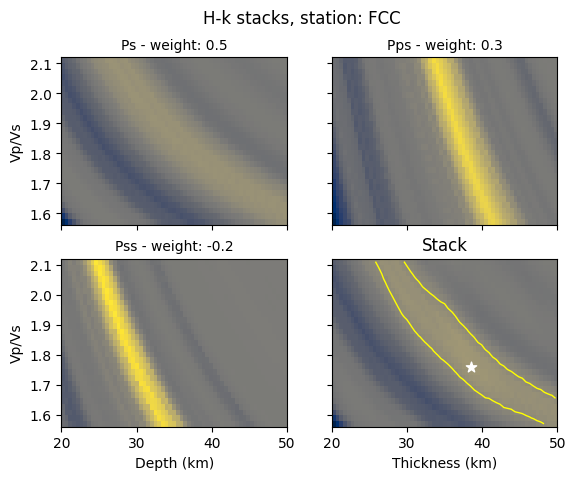 H-k stacks, station: FCC
Ps - weight: 0.5
Pps - weight: 0.3
2.1
2.0
1.9
1.8
1.7
1.6
Vp/Vs
Pss - weight: -0.2
Stack
2.1
2.0
1.9
1.8
1.7
1.6
Vp/Vs
20 30 40 50
20 30 40 50
Depth (km)
Thickness (km)